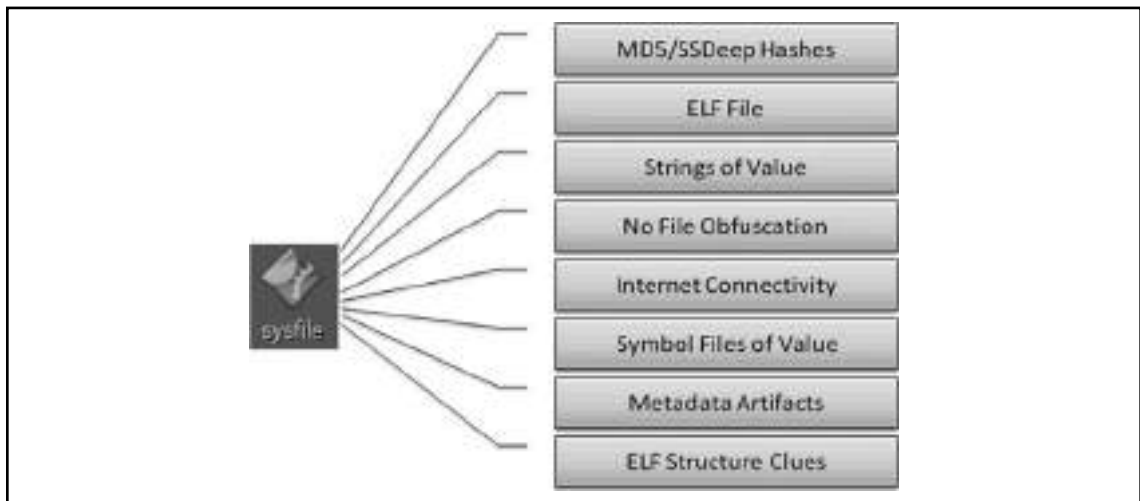 MD5/SSDeep Hashes
ELF File
Strings of Value
No File Obfuscation
Internet Connectivity
Symbol Files of Value
Metadata Artifacts
ELF Structure Clues
sysfile